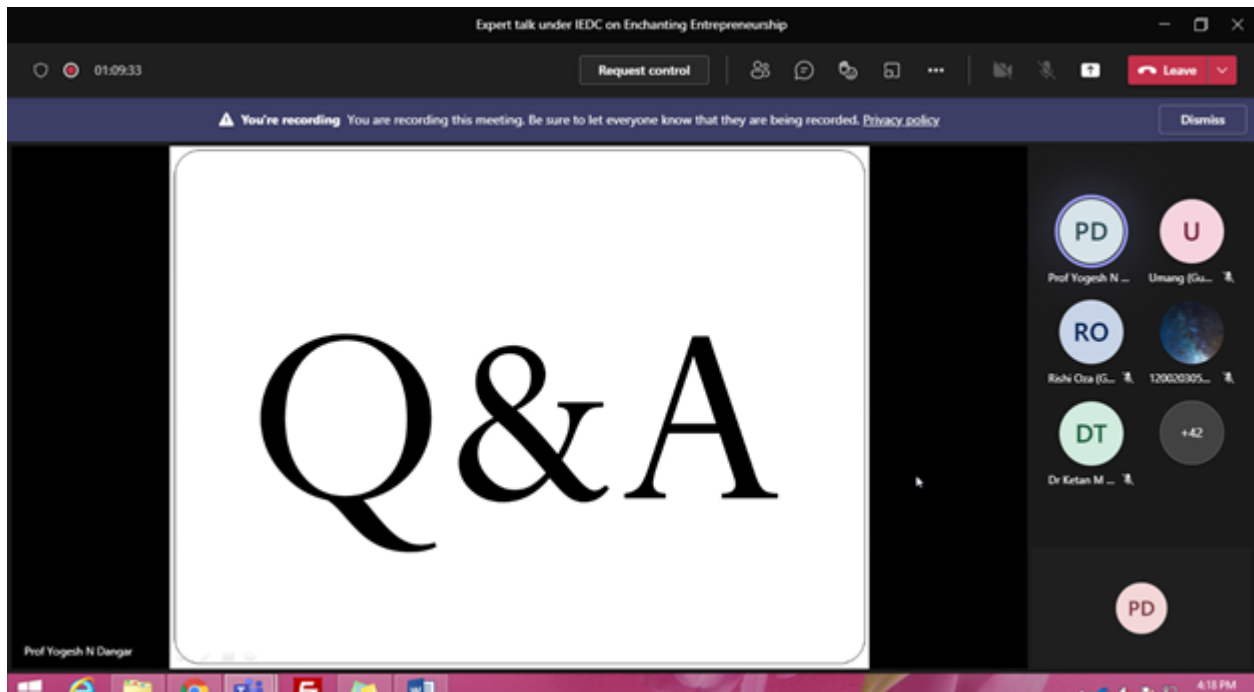 Expert talk under IEDC on Enchanting Entrepreneurship
01:09:33
Request control
Leave
You're recording You are recording this meeting. Be sure to let everyone know that they are being recorded. Privacy policy
Dismiss
Q&A
PD
U
Prof Yogesh N ...
Umang (Gu...
RO
Rishi Oza (G...
120020305...
DT
+42
Dr Ketan M ...
PD
Prof Yogesh N Dangar
4:18 PM